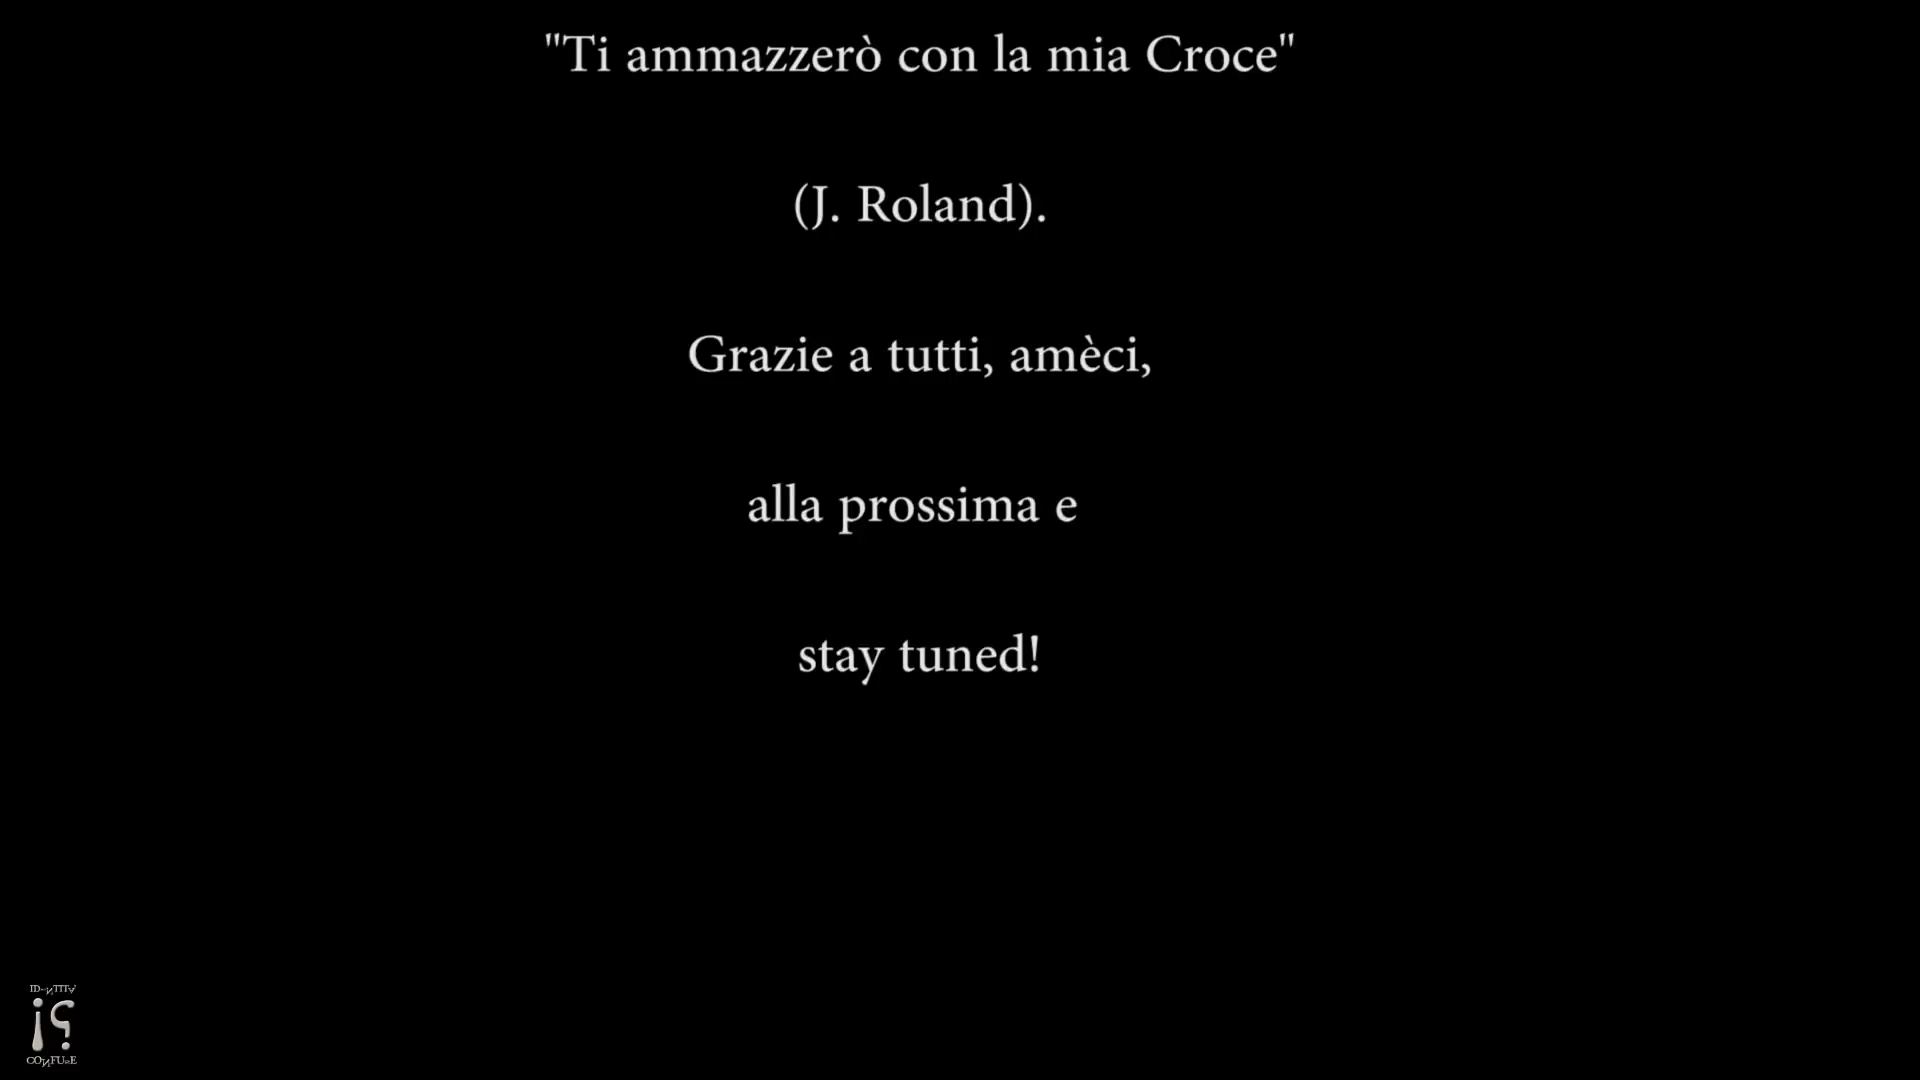 "Ti ammazzerò con la mia Croce"
(J. Roland).
Grazie a tutti, amèci,
alla prossima e
stay tuned!